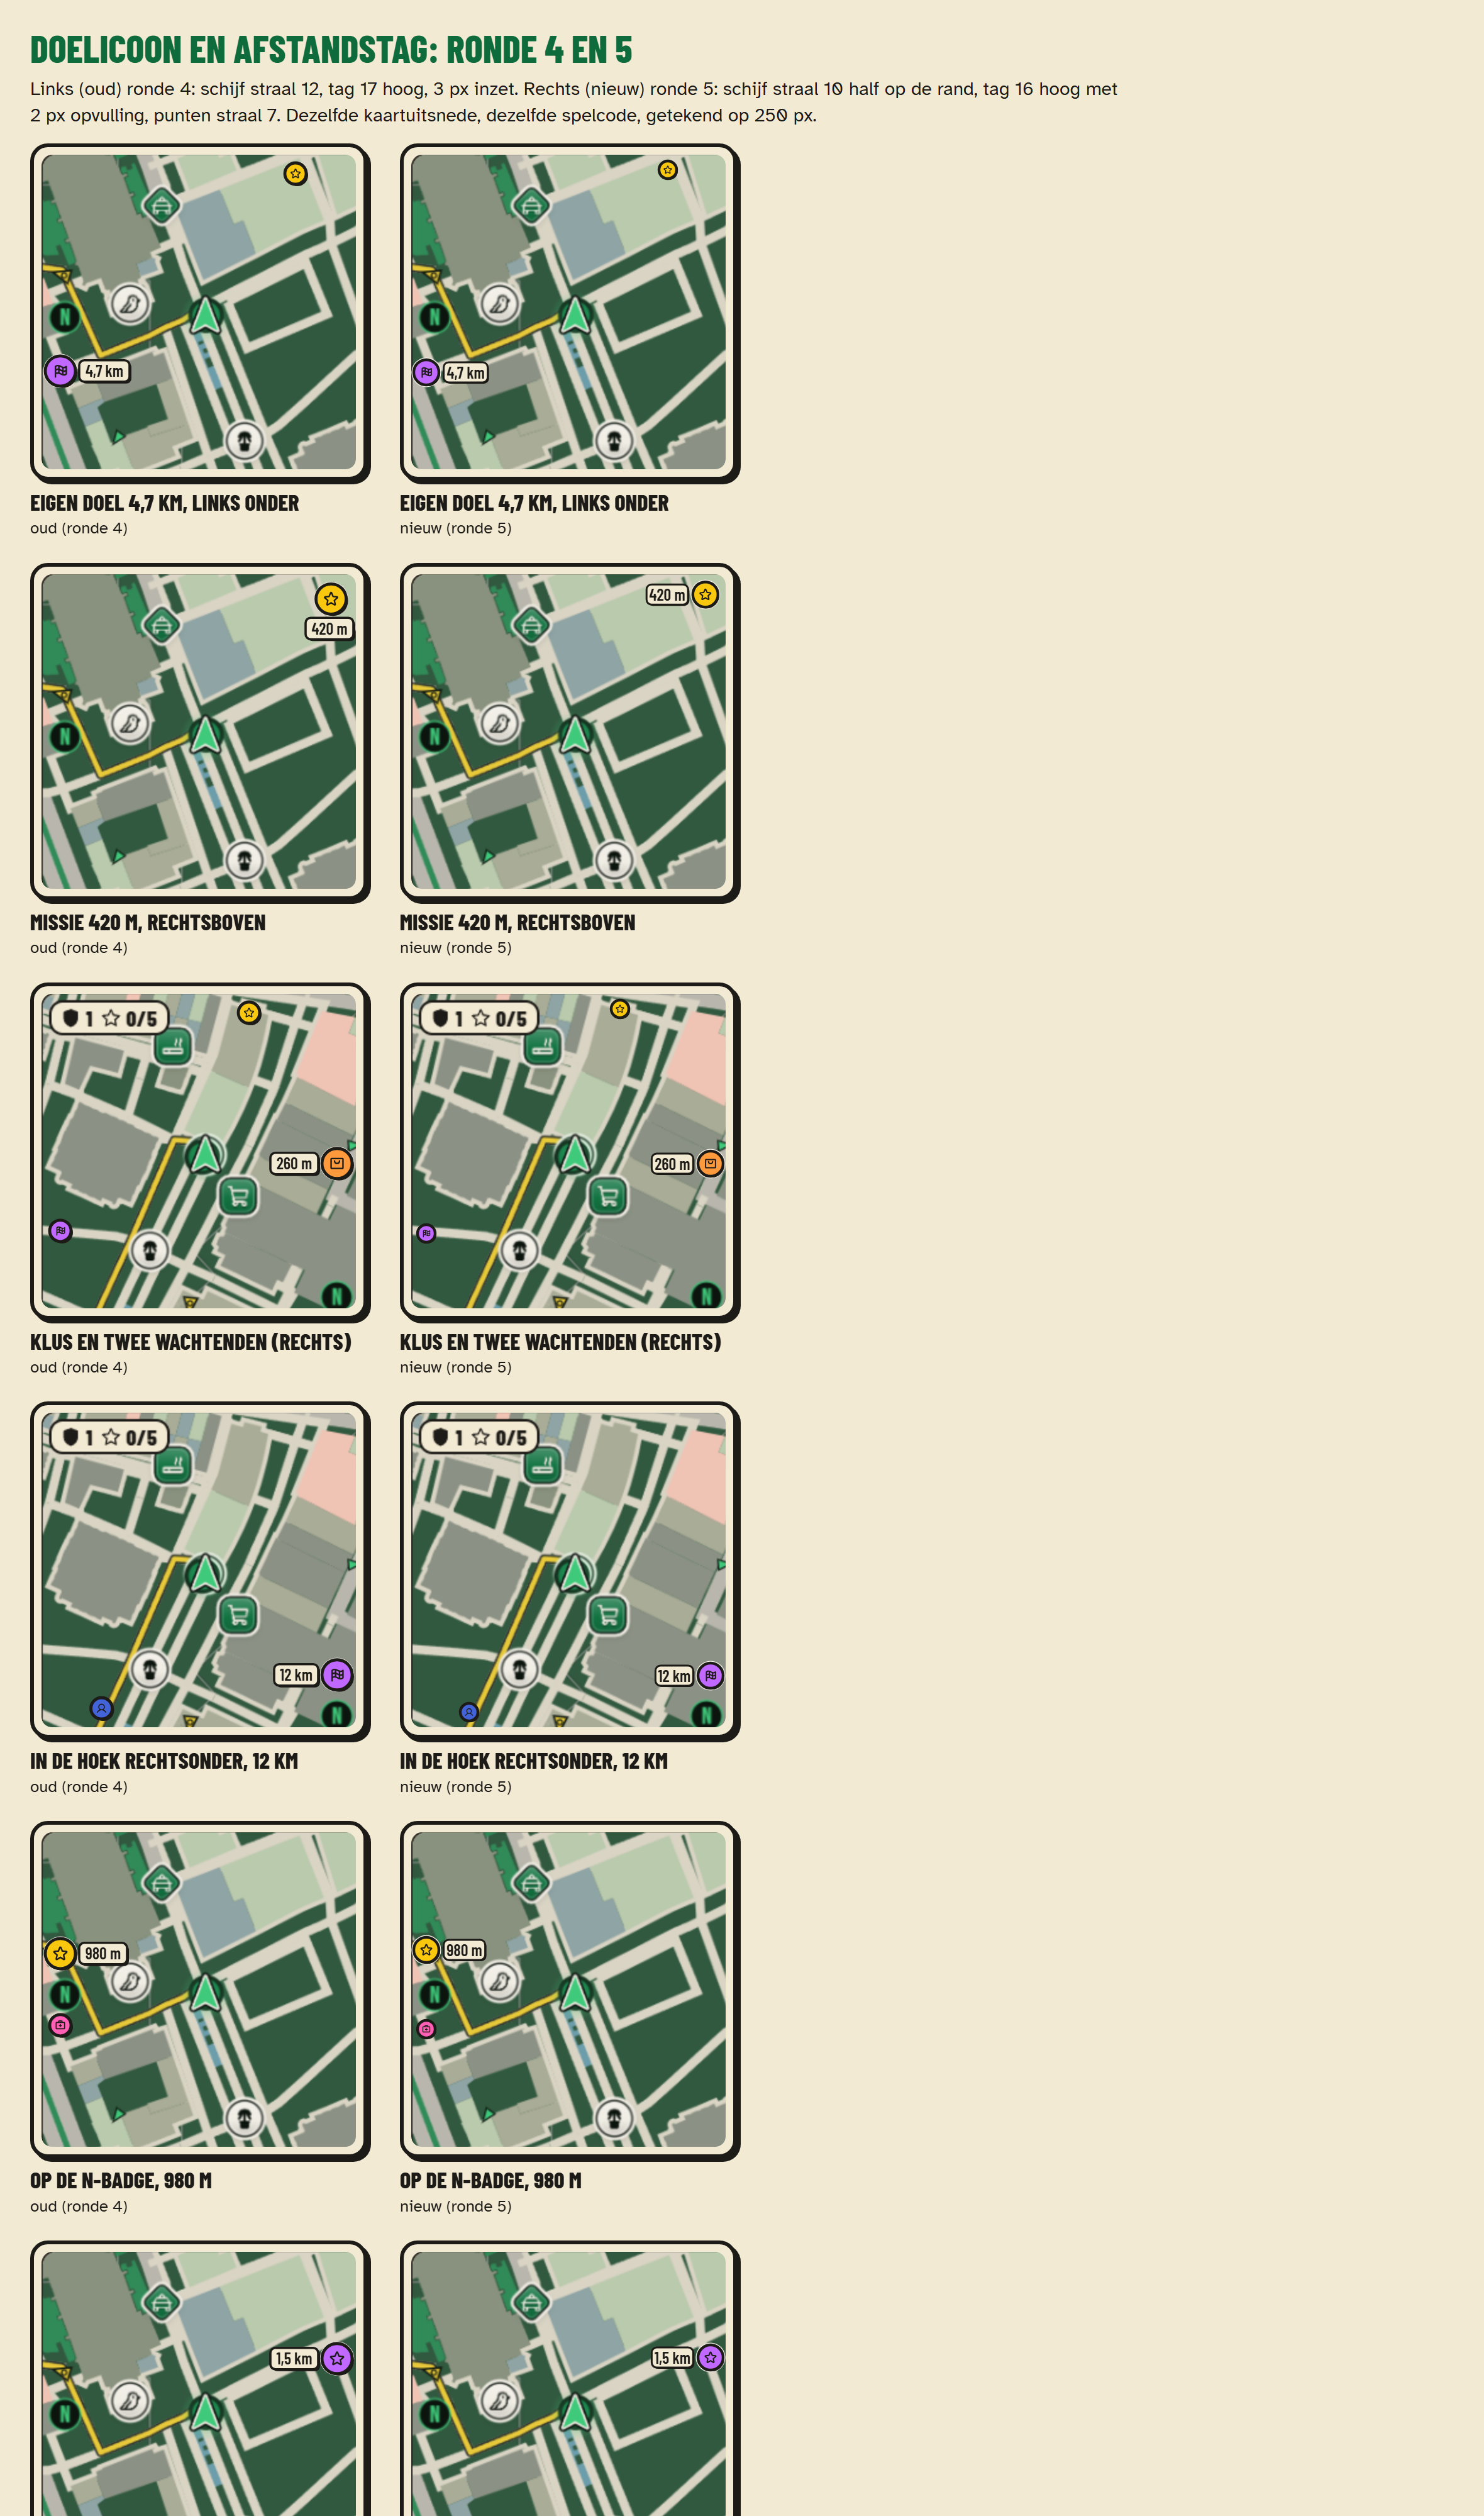 DOELICOON EN AFSTANDSTAG: RONDE 4 EN 5
Links (oud) ronde 4: schijf straal 12, tag 17 hoog, 3 px inzet. Rechts (nieuw) ronde 5: schijf straal 10 half op de rand, tag 16 hoog met
2 px opvulling, punten straal 7. Dezelfde kaartuitsnede, dezelfde spelcode, getekend op 250 px.
N
4,7 km
N
4,7 km
EIGEN DOEL 4,7 KM, LINKS ONDER
oud (ronde 4)
EIGEN DOEL 4,7 KM, LINKS ONDER
nieuw (ronde 5)
420 m
N
420 m
N
MISSIE 420 M, RECHTSBOVEN
oud (ronde 4)
MISSIE 420 M, RECHTSBOVEN
nieuw (ronde 5)
1 0/5
260 m
N
1 0/5
260 m
N
KLUS EN TWEE WACHTENDEN (RECHTS)
oud (ronde 4)
KLUS EN TWEE WACHTENDEN (RECHTS)
nieuw (ronde 5)
1 0/5
12 km
N
1 0/5
12 km
N
IN DE HOEK RECHTSONDER, 12 KM
oud (ronde 4)
IN DE HOEK RECHTSONDER, 12 KM
nieuw (ronde 5)
980 m
N
980 m
N
OP DE N-BADGE, 980 M
oud (ronde 4)
OP DE N-BADGE, 980 M
nieuw (ronde 5)
1,5 km
N
1,5 km
N